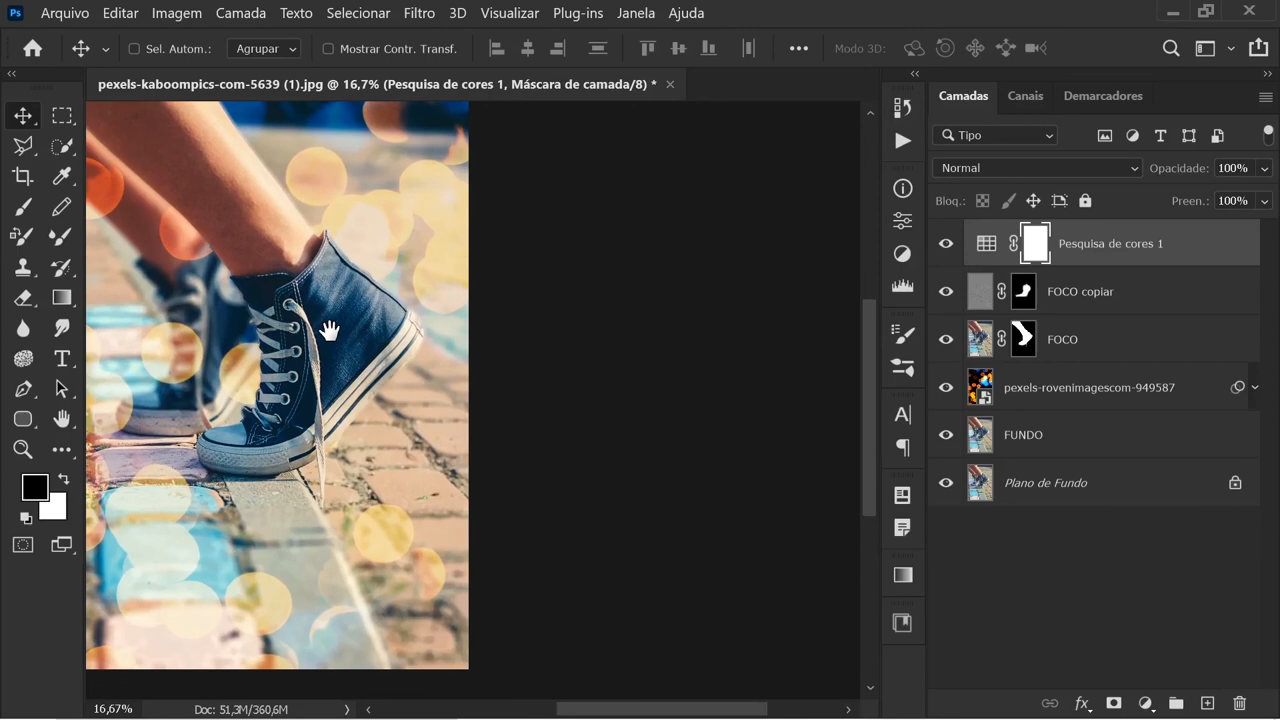 Ps Arquivo Editar Imagem Camada Texto Selecionar Filtro 3D Visualizar Plug-ins Janela Ajuda
Sel. Autom.: Agrupar Mostrar Contr. Transf. Modo 3D:
pexels-kaboompics-com-5639 (1).jpg @ 16,7% (Pesquisa de cores 1, Máscara de camada/8) *
Camadas Canais Demarcadores
Tipo
Normal Opacidade: 100%
Bloq.: Preen.: 100%
Pesquisa de cores 1
FOCO copiar
FOCO
pexels-rovenimagescom-949587
FUNDO
Plano de Fundo
16,67% Doc: 51,3M/360,6M
fx